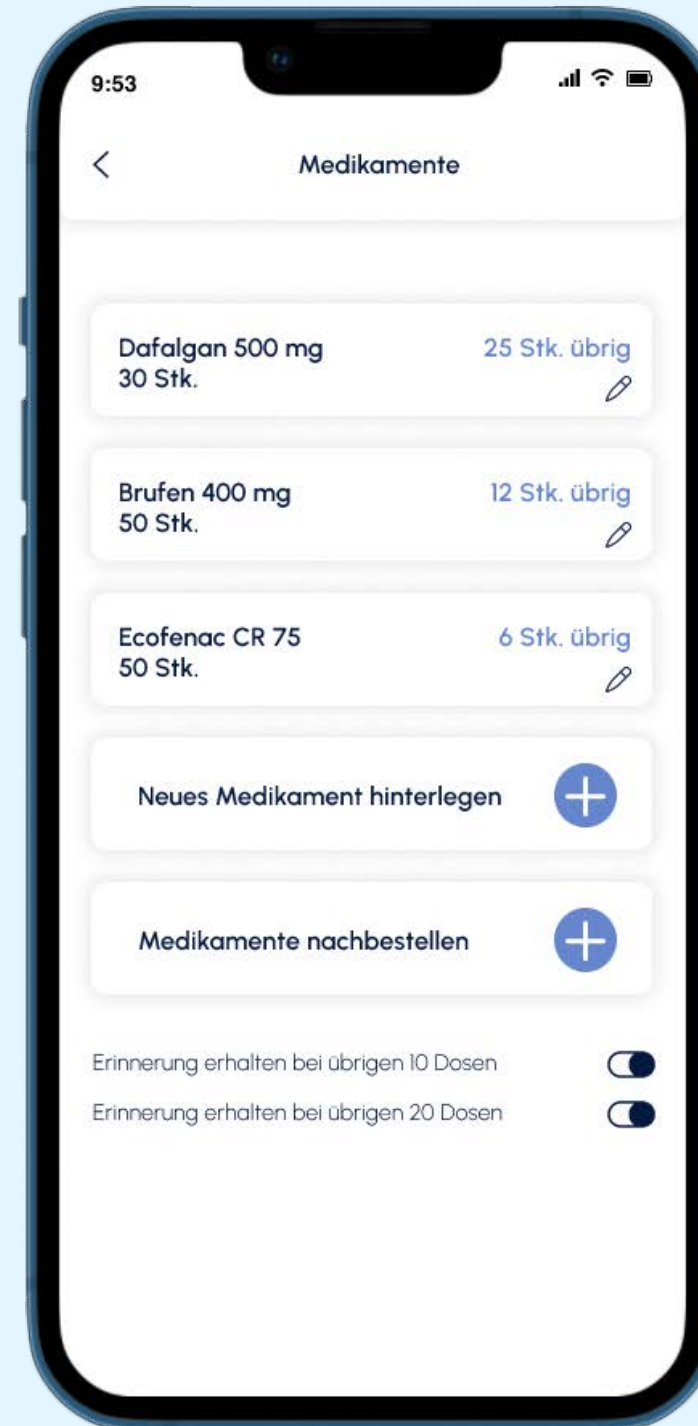 9:53
Medikamente
Dafalgan 500 mg
25 Stk. übrig
30 Stk.
Brufen 400 mg
12 Stk. übrig
50 Stk.
Ecofenac CR 75
6 Stk. übrig
50 Stk.
Neues Medikament hinterlegen
Medikamente nachbestellen
Erinnerung erhalten bei übrigen 10 Dosen
Erinnerung erhalten bei übrigen 20 Dosen